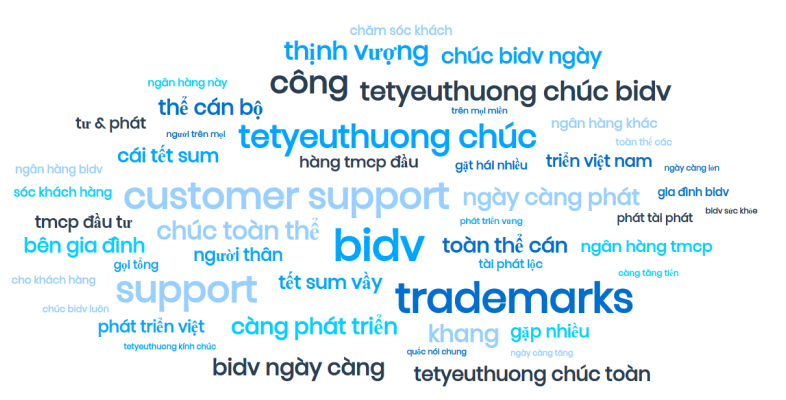 chăm sóc khách
thịnh vượng
chúc bidv ngày
ngân hàng này
công
tetyeuthuong chúc bidv
thể cán bộ
trên mọi miền
tư & phát
người trên mọi
tetyeuthuong chúc
ngân hàng khác
toàn thể các
cái tết sum
hàng tmcp đầu
gặt hái nhiều
triển việt nam
ngân hàng bidv
ngày càng lớn
sóc khách hàng
customer support
ngày càng phát
gia đình bidv
tmcp đầu tư
chúc toàn thể
phát triển vang
phát tài phát
bidv sức khỏe
bên gia đình
người thân
bidv
toàn thể cán
ngân hàng tmcp
gọi tổng
tài phát lộc
cho khách hàng
support
tết sum vầy
càng tăng tiến
trademarks
chúc bidv luôn
phát triển việt
càng phát triển
khang
gặp nhiều
tetyeuthuong kính chúc
quốc nói chung
ngày càng tăng
bidv ngày càng
tetyeuthuong chúc toàn